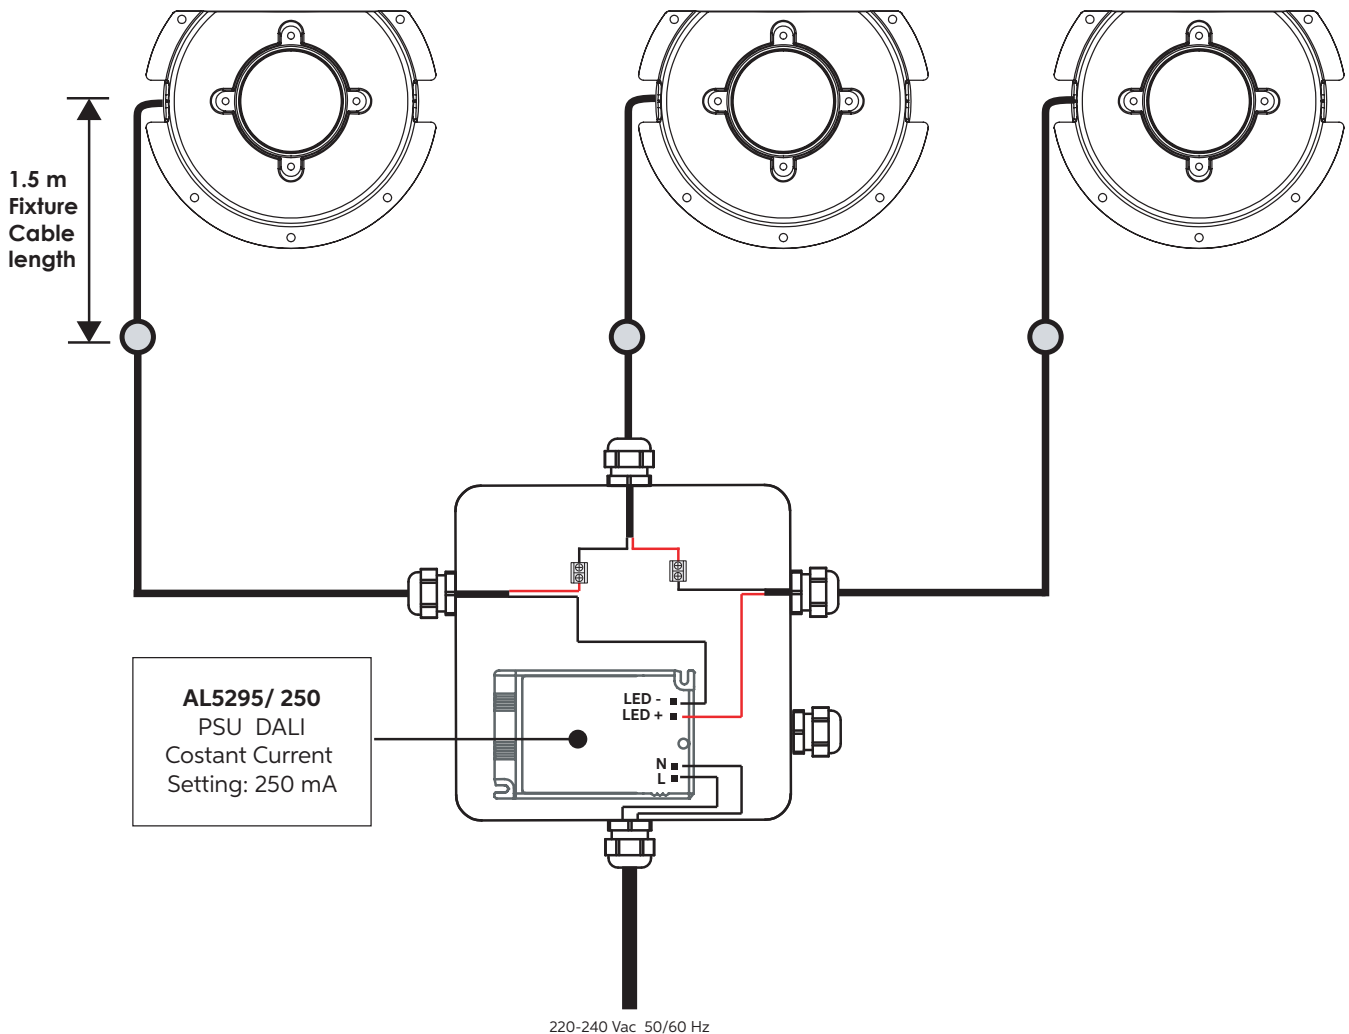 1.5 m
Fixture
Cable
length
AL5295/ 250
PSU DALI
Costant Current
Setting: 250 mA
LED -
LED +
N
L
220-240 Vac 50/60 Hz